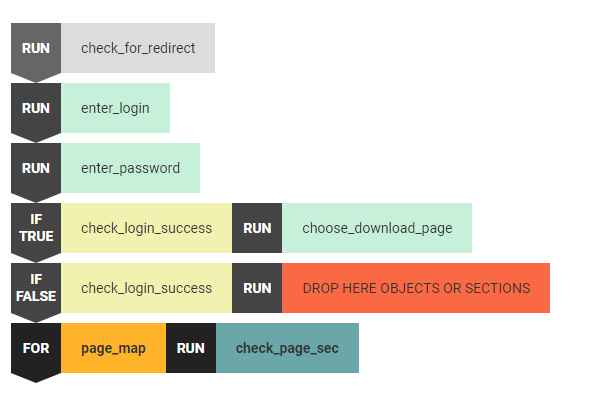 RUN check_for_redirect
RUN enter_login
RUN enter_password
IF TRUE check_login_success RUN choose_download_page
IF FALSE check_login_success RUN DROP HERE OBJECTS OR SECTIONS
FOR page_map RUN check_page_sec